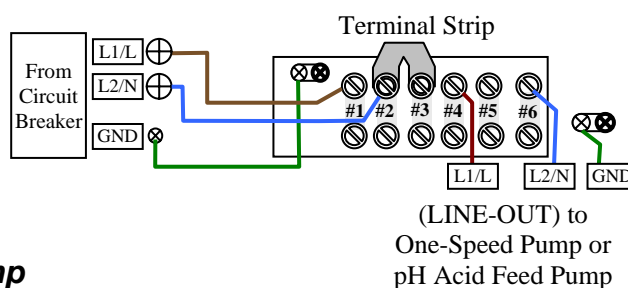 Terminal Strip
From
Circuit
Breaker
L1/L
L2/N
GND
#1 #2 #3 #4 #5 #6
L1/L L2/N GND
(LINE-OUT) to
One-Speed Pump or
pH Acid Feed Pump